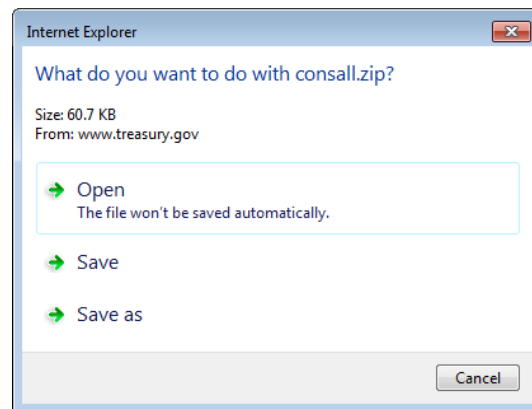 Internet Explorer
What do you want to do with consall.zip?
Size: 60.7 KB
From: www.treasury.gov
Open
The file won't be saved automatically.
Save
Save as
Cancel